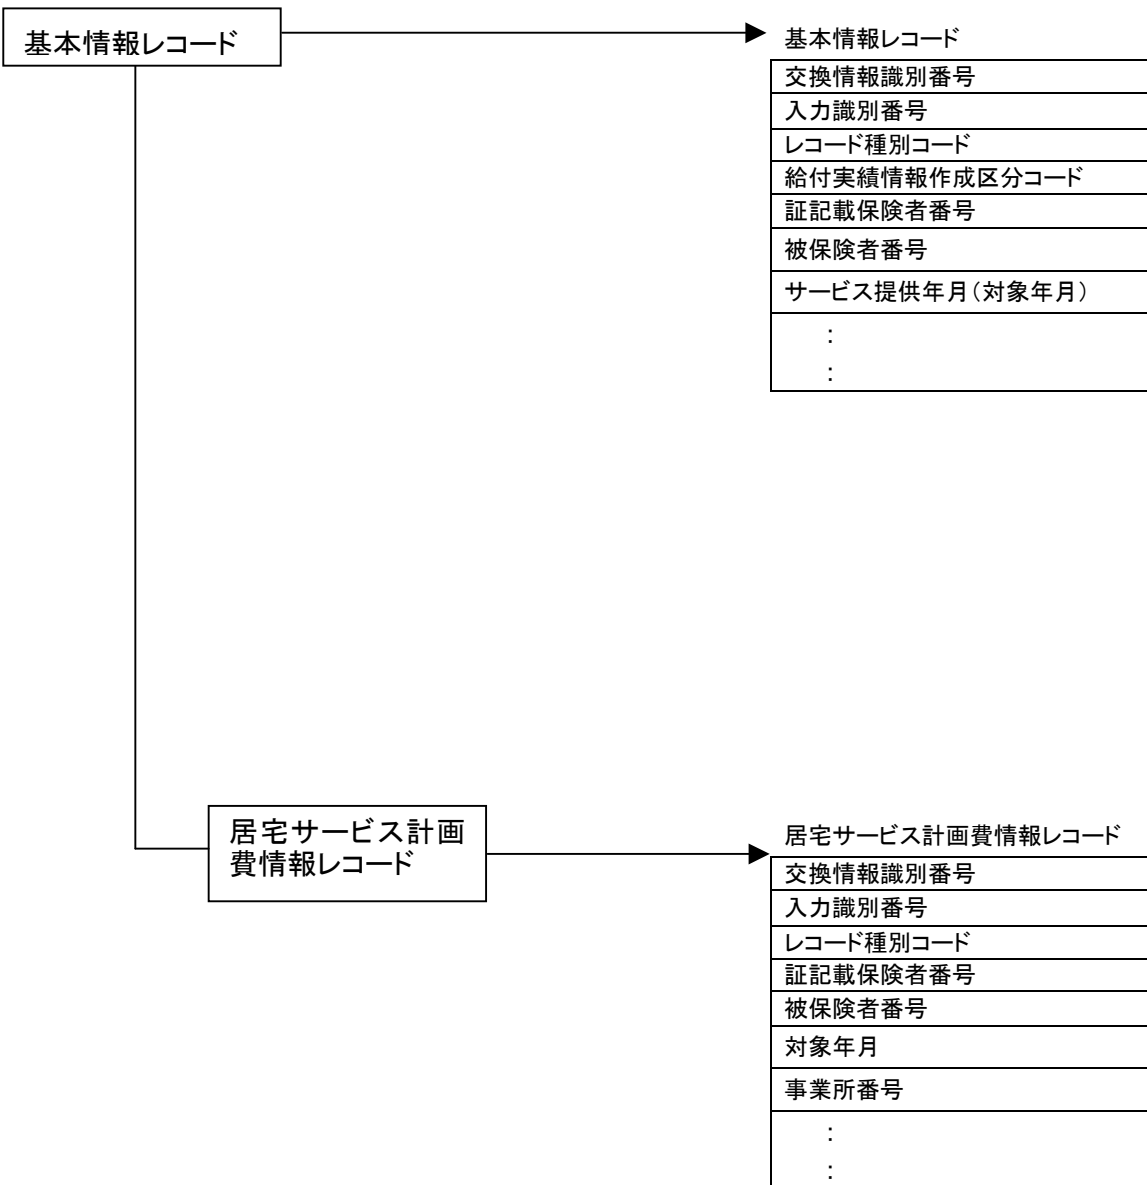 基本情報レコード
基本情報レコード
交換情報識別番号
入力識別番号
レコード種別コード
給付実績情報作成区分コード
証記載保険者番号
被保険者番号
サービス提供年月（対象年月）
：
：
居宅サービス計画
費情報レコード
居宅サービス計画費情報レコード
交換情報識別番号
入力識別番号
レコード種別コード
証記載保険者番号
被保険者番号
対象年月
事業所番号
：
：